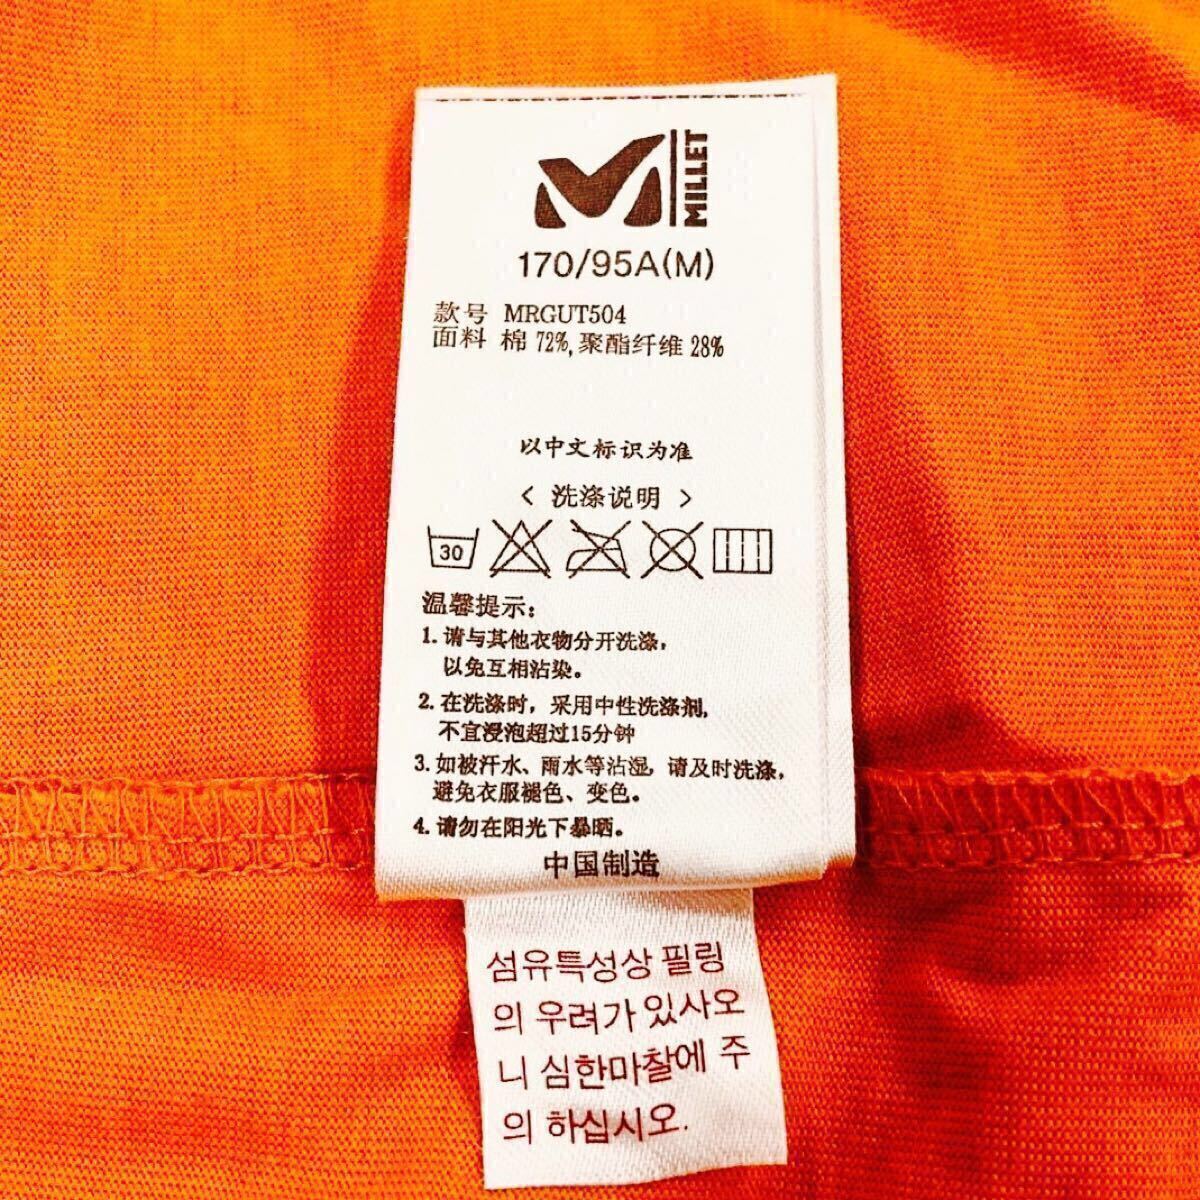 MILLET
170/95A(M)
款号 MRGUT504
面料 棉 72%, 聚酯纤维 28%
以中文标识为准
< 洗涤说明 >
30
温馨提示:
1. 请与其他衣物分开洗涤,
以免互相沾染。
2. 在洗涤时, 采用中性洗涤剂,
不宜浸泡超过15分钟
3. 如被汗水、雨水等沾湿, 请及时洗涤,
避免衣服褪色、变色。
4. 请勿在阳光下暴晒。
中国制造
섬유특성상 필링
의 우려가 있사오
니 심한마찰에 주
의 하십시오.